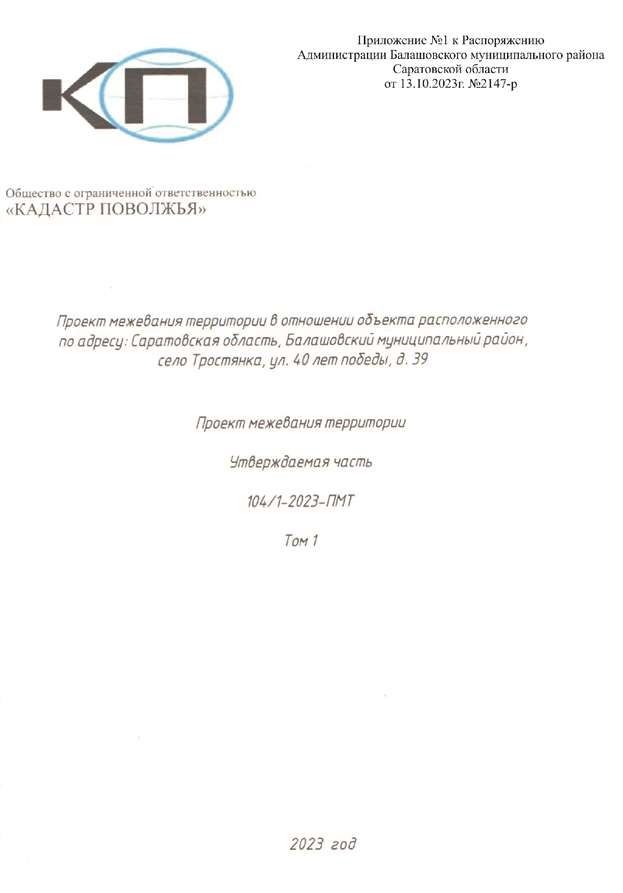 КП
Приложение №1 к Распоряжению
Администрации Балашовского муниципального района
Саратовской области
от 13.10.2023г. №2147-р
Общество с ограниченной ответственностью
«КАДАСТР ПОВОЛЖЬЯ»
Проект межевания территории в отношении объекта расположенного
по адресу: Саратовская область, Балашовский муниципальный район,
село Тростянка, ул. 40 лет победы, д. 39
Проект межевания территории
Утверждаемая часть
104/1-2023-ПМТ
Том 1
2023 год